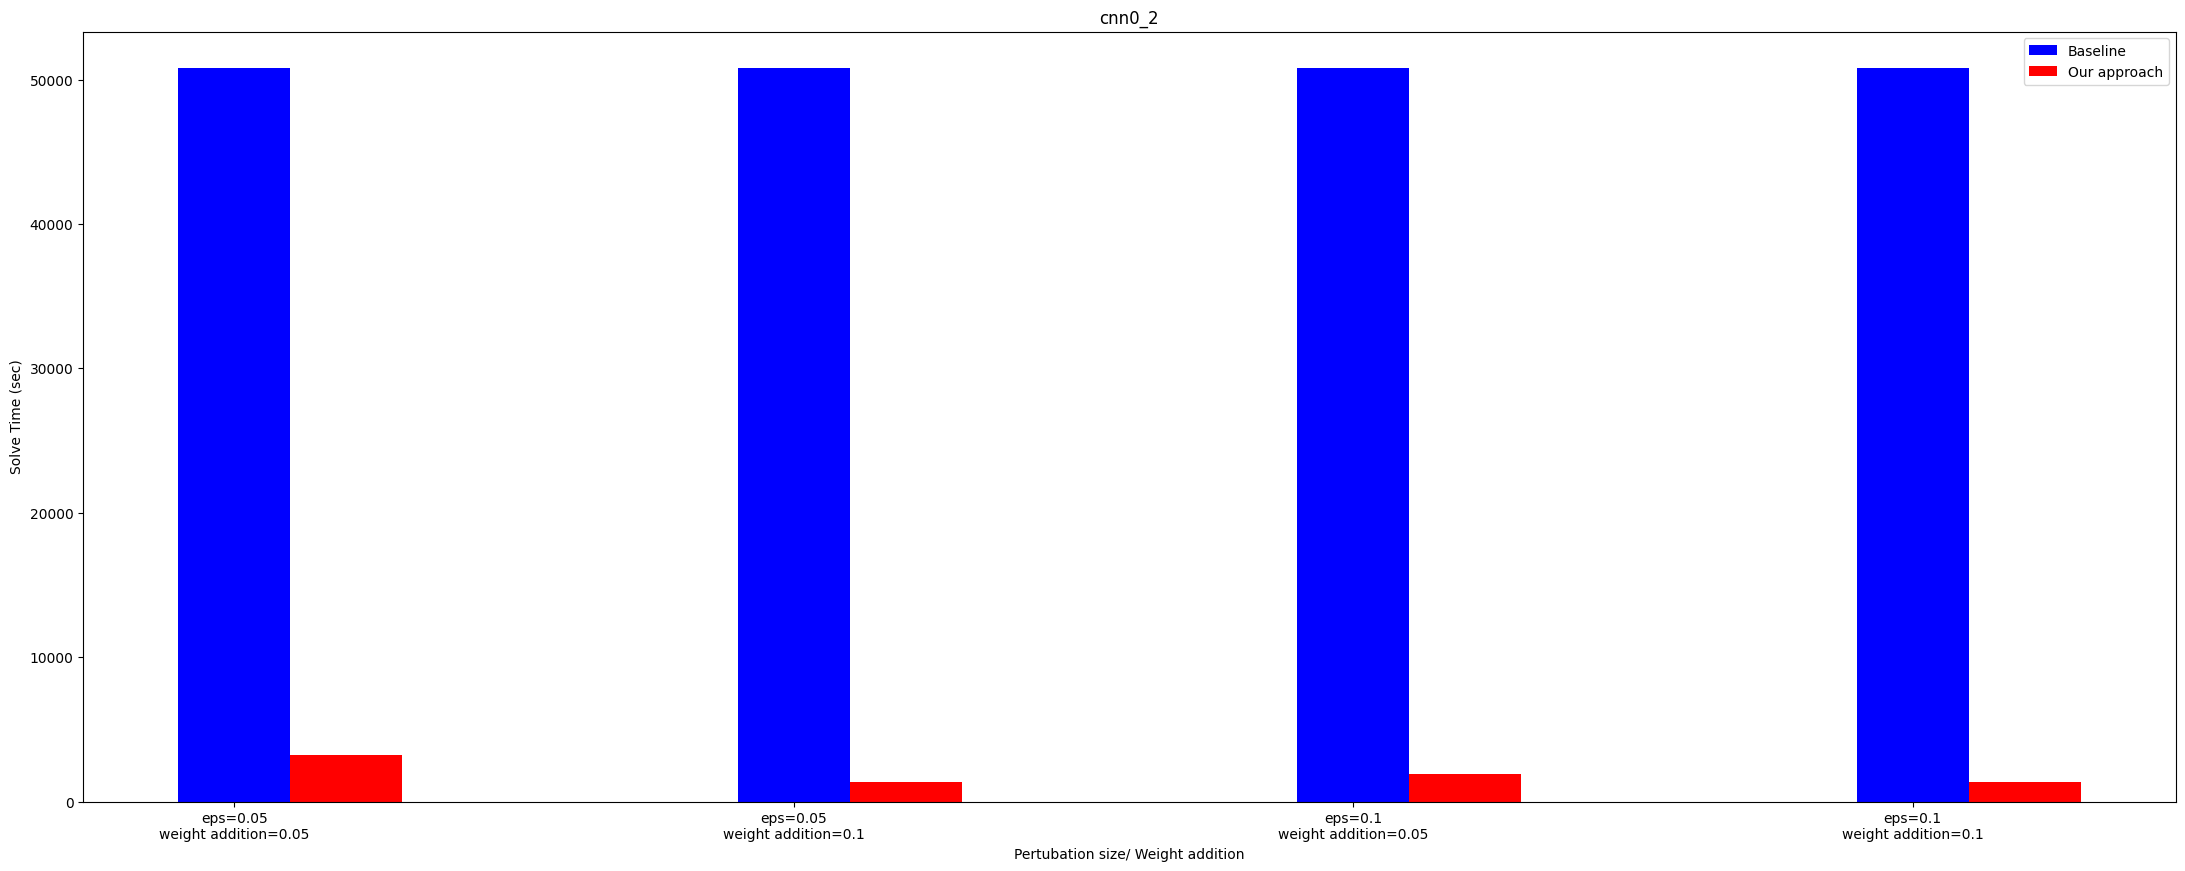 cnn0_2
Baseline
Our approach
50000
40000
30000
20000
10000
0
Solve Time (sec)
eps=0.05
weight addition=0.05
eps=0.05
weight addition=0.1
eps=0.1
weight addition=0.05
eps=0.1
weight addition=0.1
Pertubation size/ Weight addition